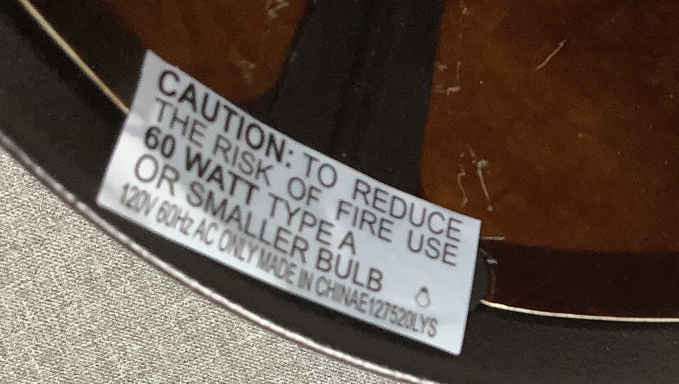 CAUTION: TO REDUCE
THE RISK OF FIRE USE
60 WATT TYPE A
OR SMALLER BULB
120V 60Hz AC ONLY MADE IN CHINAE127520LYS